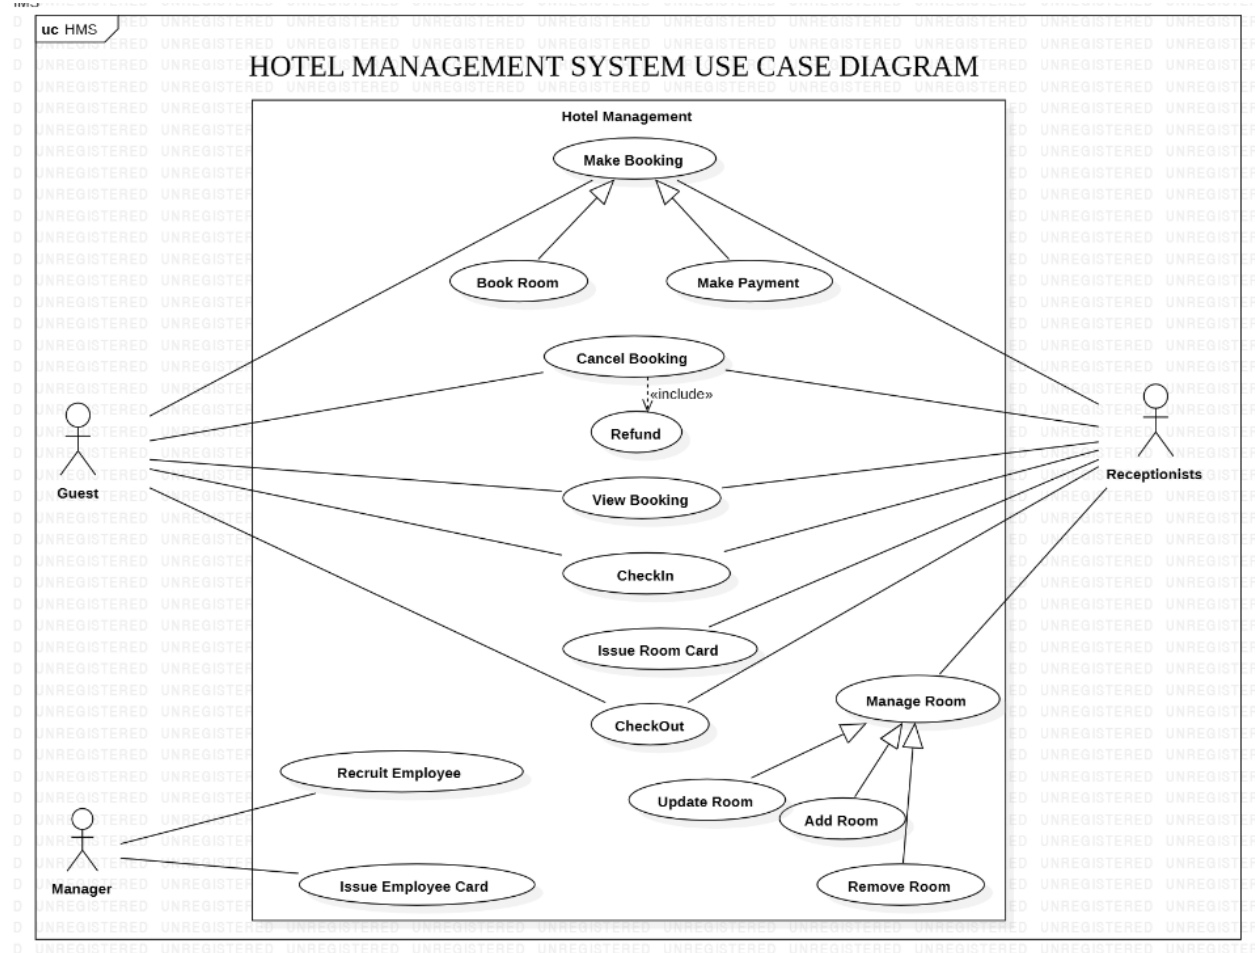 HMS
uc HMS
HOTEL MANAGEMENT SYSTEM USE CASE DIAGRAM
Hotel Management
Make Booking
Book Room
Make Payment
Cancel Booking
«include»
Refund
Guest
Receptionists
View Booking
CheckIn
Issue Room Card
Manage Room
CheckOut
Recruit Employee
Update Room
Add Room
Manager
Issue Employee Card
Remove Room
UNREGISTERED